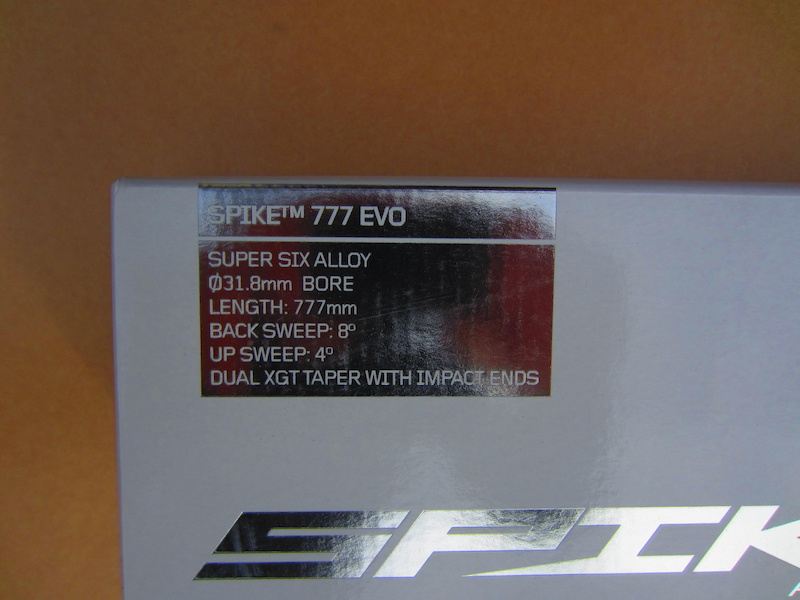 SPIKE™ 777 EVO
SUPER SIX ALLOY
Ø31.8mm BORE
LENGTH: 777mm
BACK SWEEP: 8º
UP SWEEP: 4º
DUAL XGT TAPER WITH IMPACT ENDS
SPIK